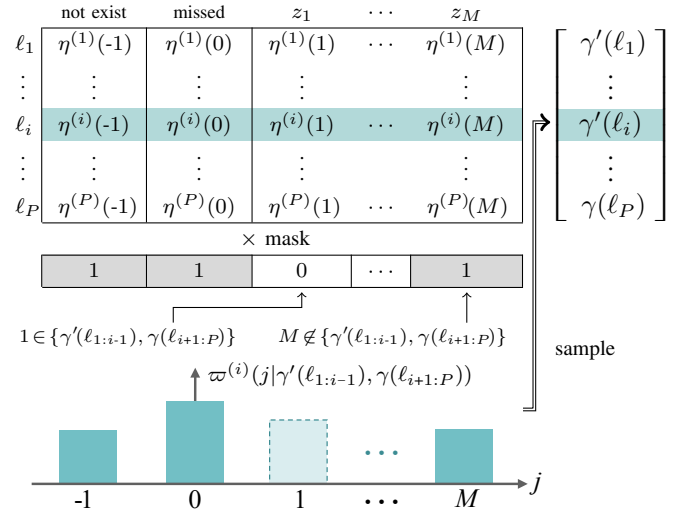 not exist missed z_1 ⋯ z_M
ℓ_1 η^{(1)}(-1) η^{(1)}(0) η^{(1)}(1) η^{(1)}(M) γ′(ℓ_1)
⋮ ⋮ ⋮ ⋮ ⋮ ⋮ ⋮
ℓ_i η^{(i)}(-1) η^{(i)}(0) η^{(i)}(1) ⋯ η^{(i)}(M) γ′(ℓ_i)
⋮ ⋮ ⋮ ⋮ ⋮ ⋮ ⋮
ℓ_P η^{(P)}(-1) η^{(P)}(0) η^{(P)}(1) ⋯ η^{(P)}(M) γ(ℓ_P)
× mask
1 1 0 ⋯ 1
1∈{γ′(ℓ_{1:i-1}), γ(ℓ_{i+1:P})} M∉{γ′(ℓ_{1:i-1}), γ(ℓ_{i+1:P})}
sample
ϖ^{(i)}(j|γ′(ℓ_{1:i−1}), γ(ℓ_{i+1:P}))
⋯
-1 0 1 ⋯ M j